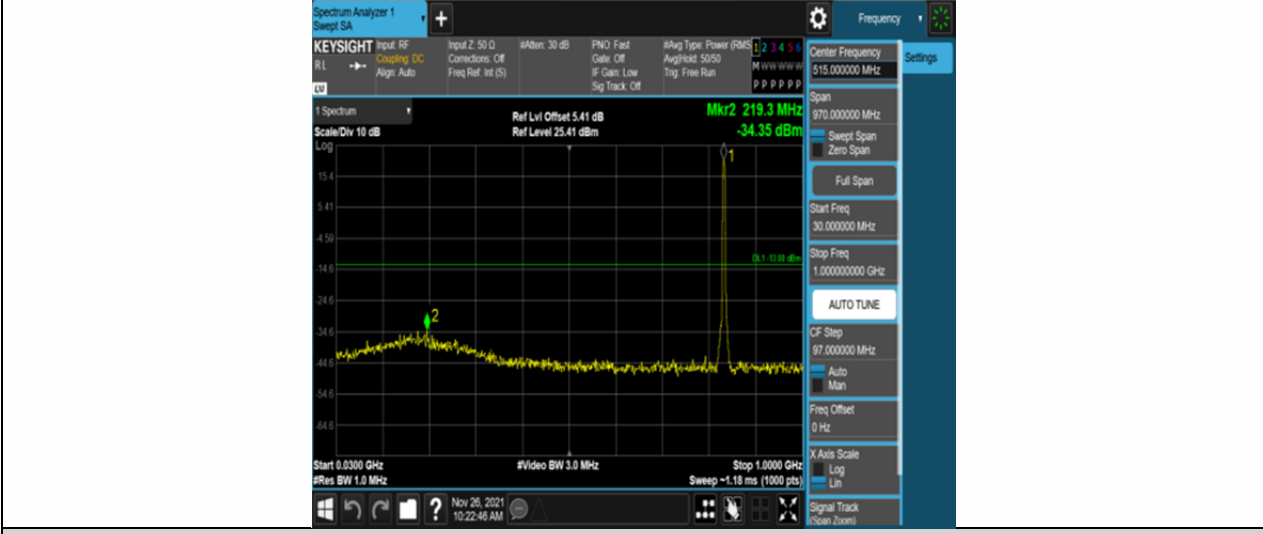 Spectrum Analyzer 1
Swept SA
+
Frequency
KEYSIGHT
RL
LXI
Input: RF
Coupling: DC
Align: Auto
Input Z: 50 Ω
Corrections: Off
Freq Ref: Int (S)
#Atten: 30 dB
PNO: Fast
Gate: Off
IF Gain: Low
Sig Track: Off
#Avg Type: Power (RMS
Avg|Hold: 50/50
Trig: Free Run
1 2 3 4 5 6
M W W W W W
P P P P P P
1 Spectrum
Scale/Div 10 dB
Ref Lvl Offset 5.41 dB
Ref Level 25.41 dBm
Mkr2 219.3 MHz
-34.35 dBm
Log
15.4
5.41
-4.59
-14.6
-24.6
-34.6
-44.6
-54.6
-64.6
1
DL1 -13.00 dBm
2
Start 0.0300 GHz
#Res BW 1.0 MHz
#Video BW 3.0 MHz
Stop 1.0000 GHz
Sweep ~1.18 ms (1000 pts)
Nov 26, 2021
10:22:46 AM
?
Center Frequency
515.000000 MHz
Span
970.000000 MHz
Swept Span
Zero Span
Full Span
Start Freq
30.000000 MHz
Stop Freq
1.000000000 GHz
AUTO TUNE
CF Step
97.000000 MHz
Auto
Man
Freq Offset
0 Hz
X Axis Scale
Log
Lin
Signal Track
(Span Zoom)
Settings